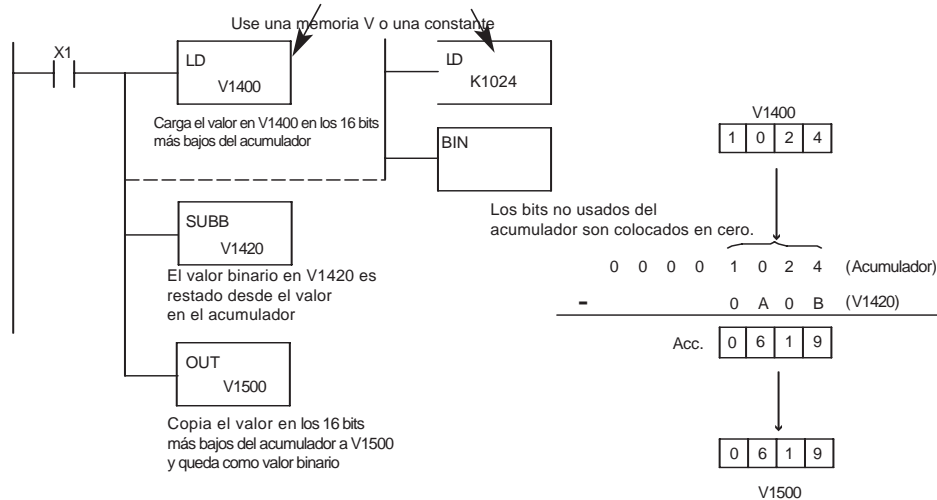 Use una memoria V o una constante
X1
LD
V1400
Carga el valor en V1400 en los 16 bits
más bajos del acumulador
LD
K1024
BIN
SUBB
V1420
El valor binario en V1420 es
restado desde el valor
en el acumulador
OUT
V1500
Copia el valor en los 16 bits
más bajos del acumulador a V1500
y queda como valor binario
V1400
1 0 2 4
Los bits no usados del
acumulador son colocados en cero.
0 0 0 0 1 0 2 4 (Acumulador)
- 0 A 0 B (V1420)
Acc. 0 6 1 9
0 6 1 9
V1500